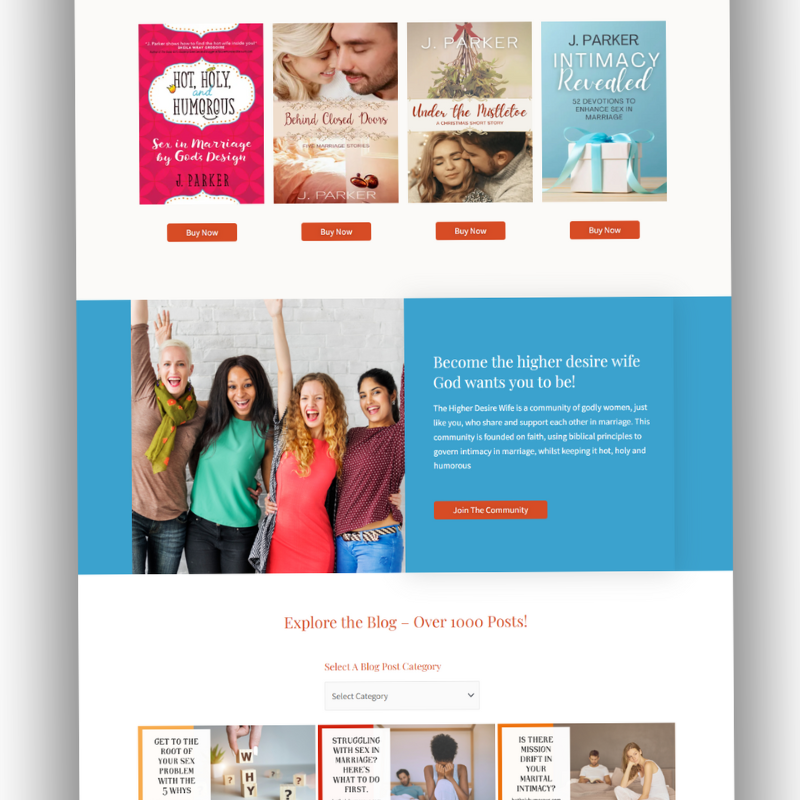 "J. Parker shows how to find the fun wife inside you!"
SHEILA WRAY GREGOIRE
HOT, HOLY,
and
HUMOROUS
Sex in Marriage
by God's Design
J. PARKER
Behind Closed Doors
FIVE MARRIAGE STORIES
J. PARKER
J. PARKER
Under the Mistletoe
A CHRISTMAS SHORT STORY
J. PARKER
INTIMACY
Revealed
52 DEVOTIONS TO
ENHANCE SEX IN
MARRIAGE
Buy Now
Buy Now
Buy Now
Buy Now
Become the higher desire wife
God wants you to be!
The Higher Desire Wife is a community of godly women, just
like you, who share and support each other in marriage. This
community is founded on faith, using biblical principles to
govern intimacy in marriage, whilst keeping it hot, holy and
humorous
Join The Community
Explore the Blog – Over 1000 Posts!
Select A Blog Post Category
Select Category
GET TO THE
ROOT OF
YOUR SEX
PROBLEM
WITH THE
5 WHYS
W
H
Y
?
?
?
STRUGGLING
WITH SEX IN
MARRIAGE?
HERE'S
WHAT TO DO
FIRST.
IS THERE
MISSION
DRIFT IN
YOUR
MARITAL
INTIMACY?